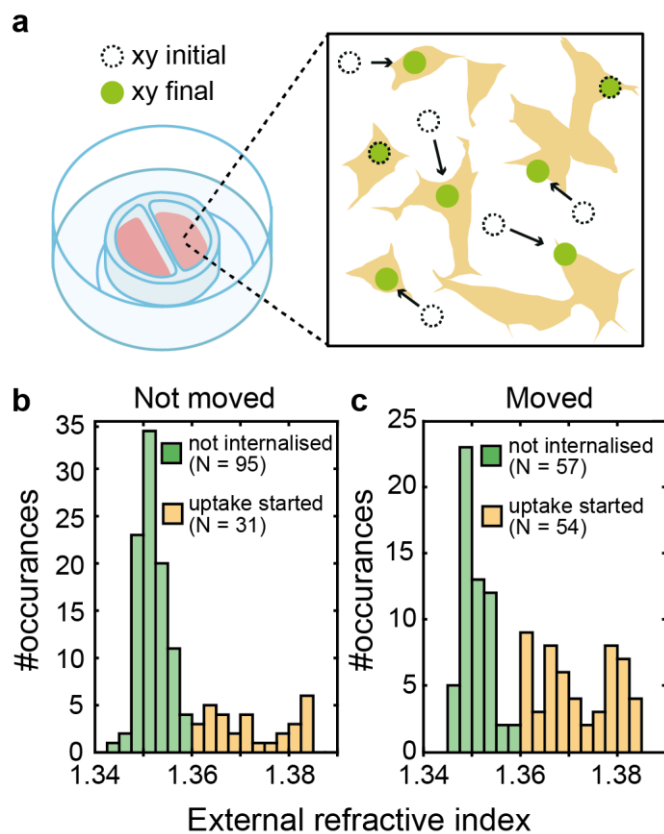 a
xy initial
xy final
b
Not moved
c
Moved
35
30
25
20
15
10
5
0
#occurances
not internalised
(N = 95)
uptake started
(N = 31)
1.34
1.36
1.38
25
20
15
10
5
0
#occurances
not internalised
(N = 57)
uptake started
(N = 54)
1.34
1.36
1.38
External refractive index